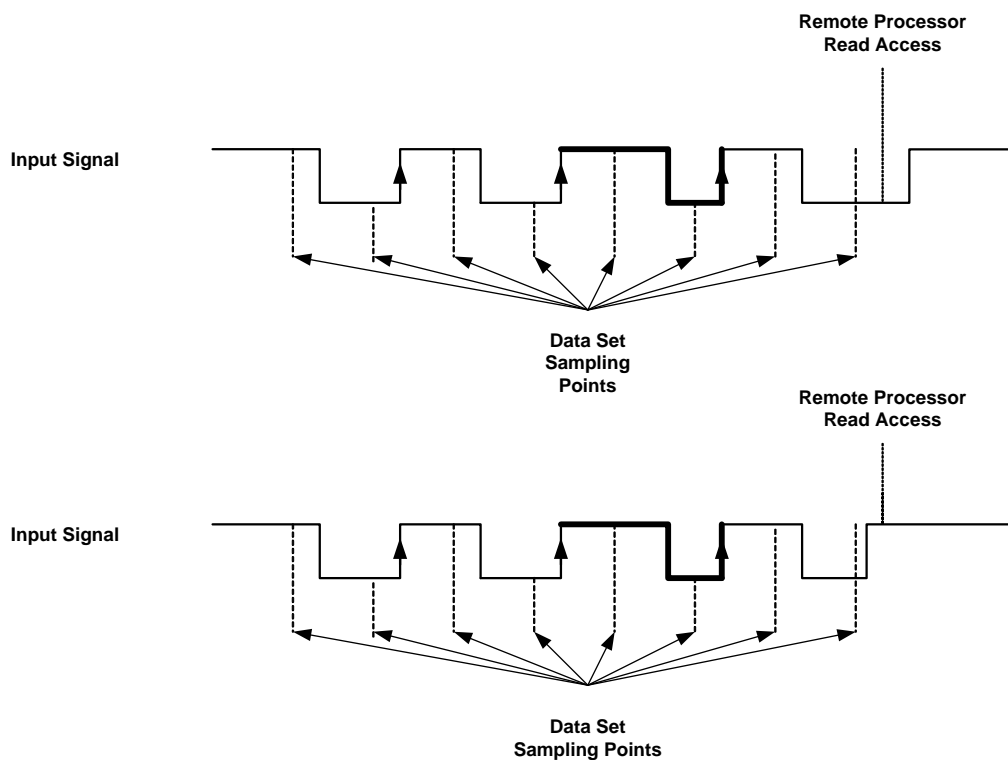 Remote Processor
Read Access
Input Signal
Data Set
Sampling
Points
Remote Processor
Read Access
Input Signal
Data Set
Sampling Points